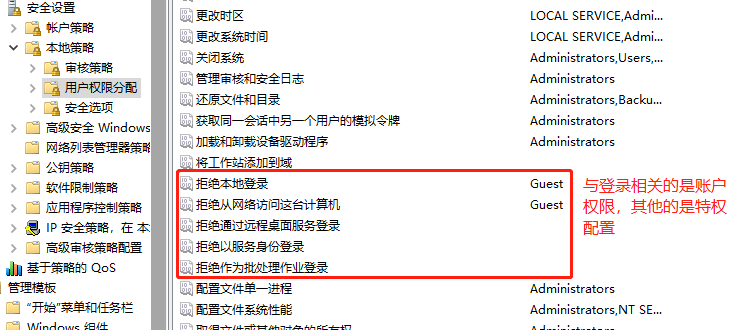 安全设置
帐户策略
本地策略
审核策略
用户权限分配
安全选项
高级安全 Windows
网络列表管理器策略
公钥策略
软件限制策略
应用程序控制策略
IP 安全策略，在 本
高级审核策略配置
基于策略的 QoS
管理模板
“开始”菜单和任务栏
Windows 组件
更改时区 LOCAL SERVICE,Admi...
更改系统时间 LOCAL SERVICE,Admi...
关闭系统 Administrators,Users,...
管理审核和安全日志 Administrators
还原文件和目录 Administrators,Backu...
获取同一会话中另一个用户的模拟令牌 Administrators
加载和卸载设备驱动程序 Administrators
将工作站添加到域
拒绝本地登录 Guest
拒绝从网络访问这台计算机 Guest
拒绝通过远程桌面服务登录
拒绝以服务身份登录
拒绝作为批处理作业登录
配置文件单一进程 Administrators
配置文件系统性能 Administrators,NT SE...
取得文件或其他对象的所有权 Administrators
与登录相关的是账户
权限，其他的是特权
配置